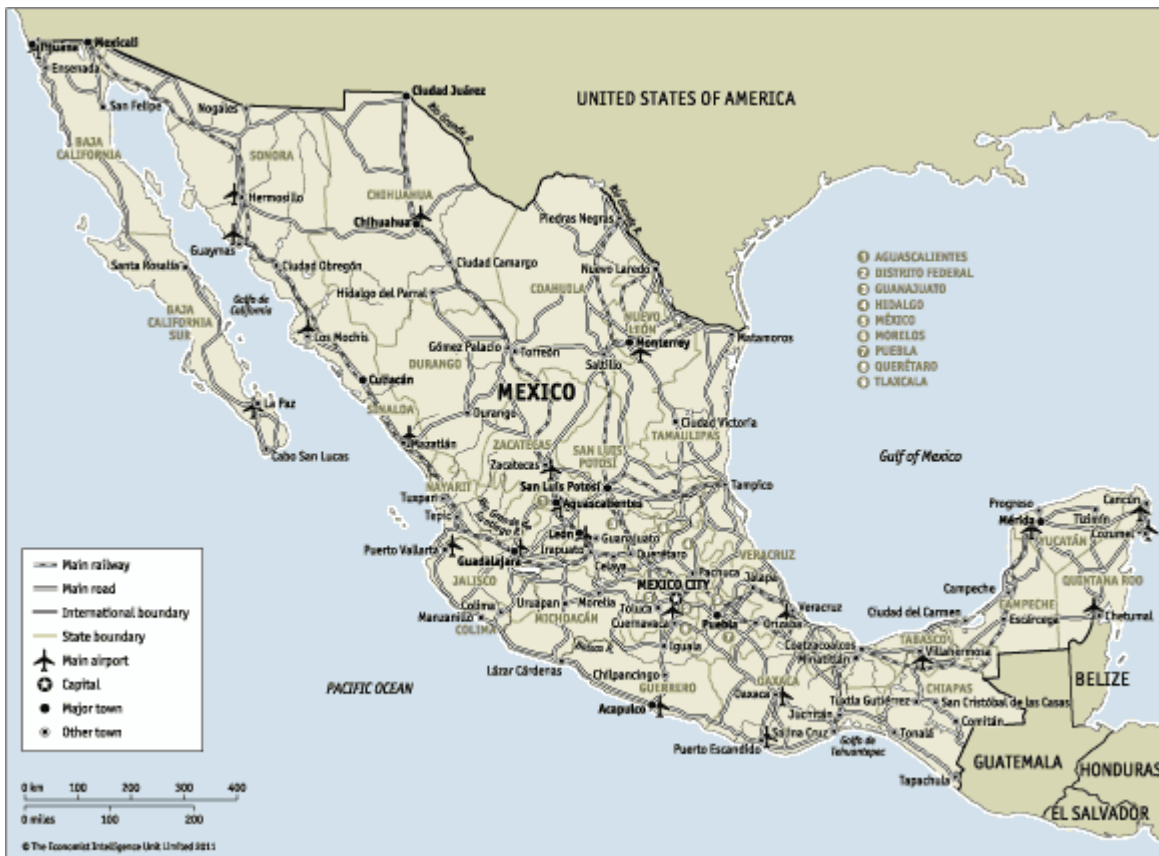 Tijuana
Mexicali
Ensenada
San Felipe
Nogales
Ciudad Juárez
Rio Grande R.
UNITED STATES OF AMERICA
BAJA
CALIFORNIA
SONORA
CHIHUAHUA
Hermosillo
Chihuahua
Piedras Negras
Rio Grande R.
Guaymas
Santa Rosalía
Ciudad Obregón
Ciudad Camargo
Nuevo Laredo
Golfo de
California
Hidalgo del Parral
COAHUILA
BAJA
CALIFORNIA
SUR
NUEVO
LEÓN
Los Mochis
Gómez Palacio
Torreón
Monterrey
Matamoros
DURANGO
Saltillo
Culiacán
MEXICO
SINALOA
La Paz
Durango
Ciudad Victoria
TAMAULIPAS
Mazatlán
Cabo San Lucas
ZACATECAS
SAN LUIS
POTOSÍ
Zacatecas
NAYARIT
San Luis Potosí
Tampico
Tuxpan
Aguascalientes
Tepic
León
Guanajuato
Puerto Vallarta
Guadalajara
Irapuato
Querétaro
Celaya
VERACRUZ
JALISCO
MEXICO CITY
Pachuca
Jalapa
Colima
Uruapan
Morelia
Toluca
Veracruz
Manzanillo
MICHOACÁN
Cuernavaca
Puebla
Orizaba
COLIMA
Iguala
Lázar Cárdenas
Chilpancingo
GUERRERO
OAXACA
Oaxaca
Acapulco
Juchitán
Salina Cruz
Puerto Escondido
Golfo de
Tehuantepec
Coatzacoalcos
Minatitlán
Tuxtla Gutiérrez
San Cristóbal de las Casas
Comitán
Tonalá
Tapachula
CHIAPAS
TABASCO
Villahermosa
Ciudad del Carmen
Campeche
CAMPECHE
Escárcega
Chetumal
QUINTANA ROO
YUCATÁN
Progreso
Mérida
Tizimín
Cancún
Cozumel
1 AGUASCALIENTES
2 DISTRITO FEDERAL
3 GUANAJUATO
4 HIDALGO
5 MÉXICO
6 MORELOS
7 PUEBLA
8 QUERÉTARO
9 TLAXCALA
Gulf of Mexico
PACIFIC OCEAN
BELIZE
GUATEMALA
HONDURAS
EL SALVADOR
Main railway
Main road
International boundary
State boundary
Main airport
Capital
Major town
Other town
0 km 100 200 300 400
0 miles 100 200
© The Economist Intelligence Unit Limited 2011